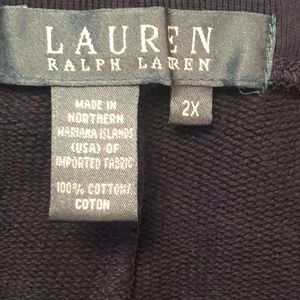 LAUREN
RALPH LAUREN
MADE IN
NORTHERN
MARIANA ISLANDS
(USA) OF
IMPORTED FABRIC
100% COTTON/
COTON
2X